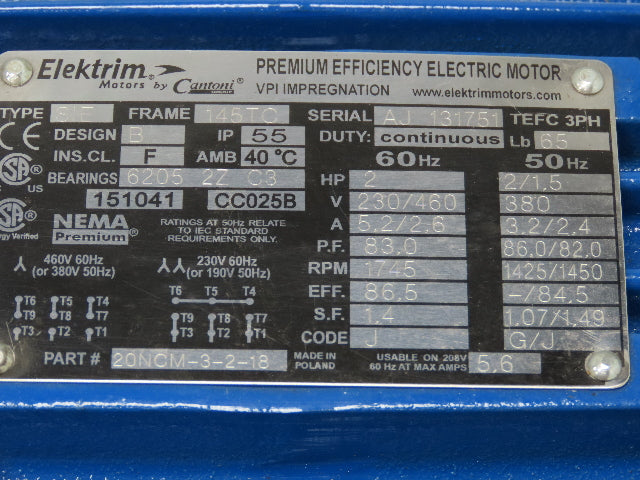 Elektrim
Motors by Cantoni
PREMIUM EFFICIENCY ELECTRIC MOTOR
VPI IMPREGNATION www.elektrimmotors.com
TYPE SIE FRAME 145TC SERIAL AJ 131751 TEFC 3PH
DESIGN B IP 55 DUTY: continuous Lb 65
INS.CL. F AMB 40 °C 60Hz 50Hz
BEARINGS 6205 2Z C3 HP 2 2/1.5
151041 CC025B V 230/460 380
A 5.2/2.6 3.2/2.4
CE
SA US
SA
Energy Verified
NEMA Premium
RATINGS AT 50Hz RELATE
TO IEC STANDARD
REQUIREMENTS ONLY.
P.F. 83.0 86.0/82.0
RPM 1745 1425/1450
EFF. 86.5 -/84.5
S.F. 1.4 1.07/1.49
CODE J G/J
460V 60Hz 230V 60Hz
(or 380V 50Hz) (or 190V 50Hz)
T6 T5 T4 T6 T5 T4
T9 T8 T7 T9 T8 T7
T3 T2 T1 T3 T2 T1
PART # 20NCM-3-2-18 MADE IN POLAND USABLE ON 208V 60 Hz AT MAX AMPS 5.6